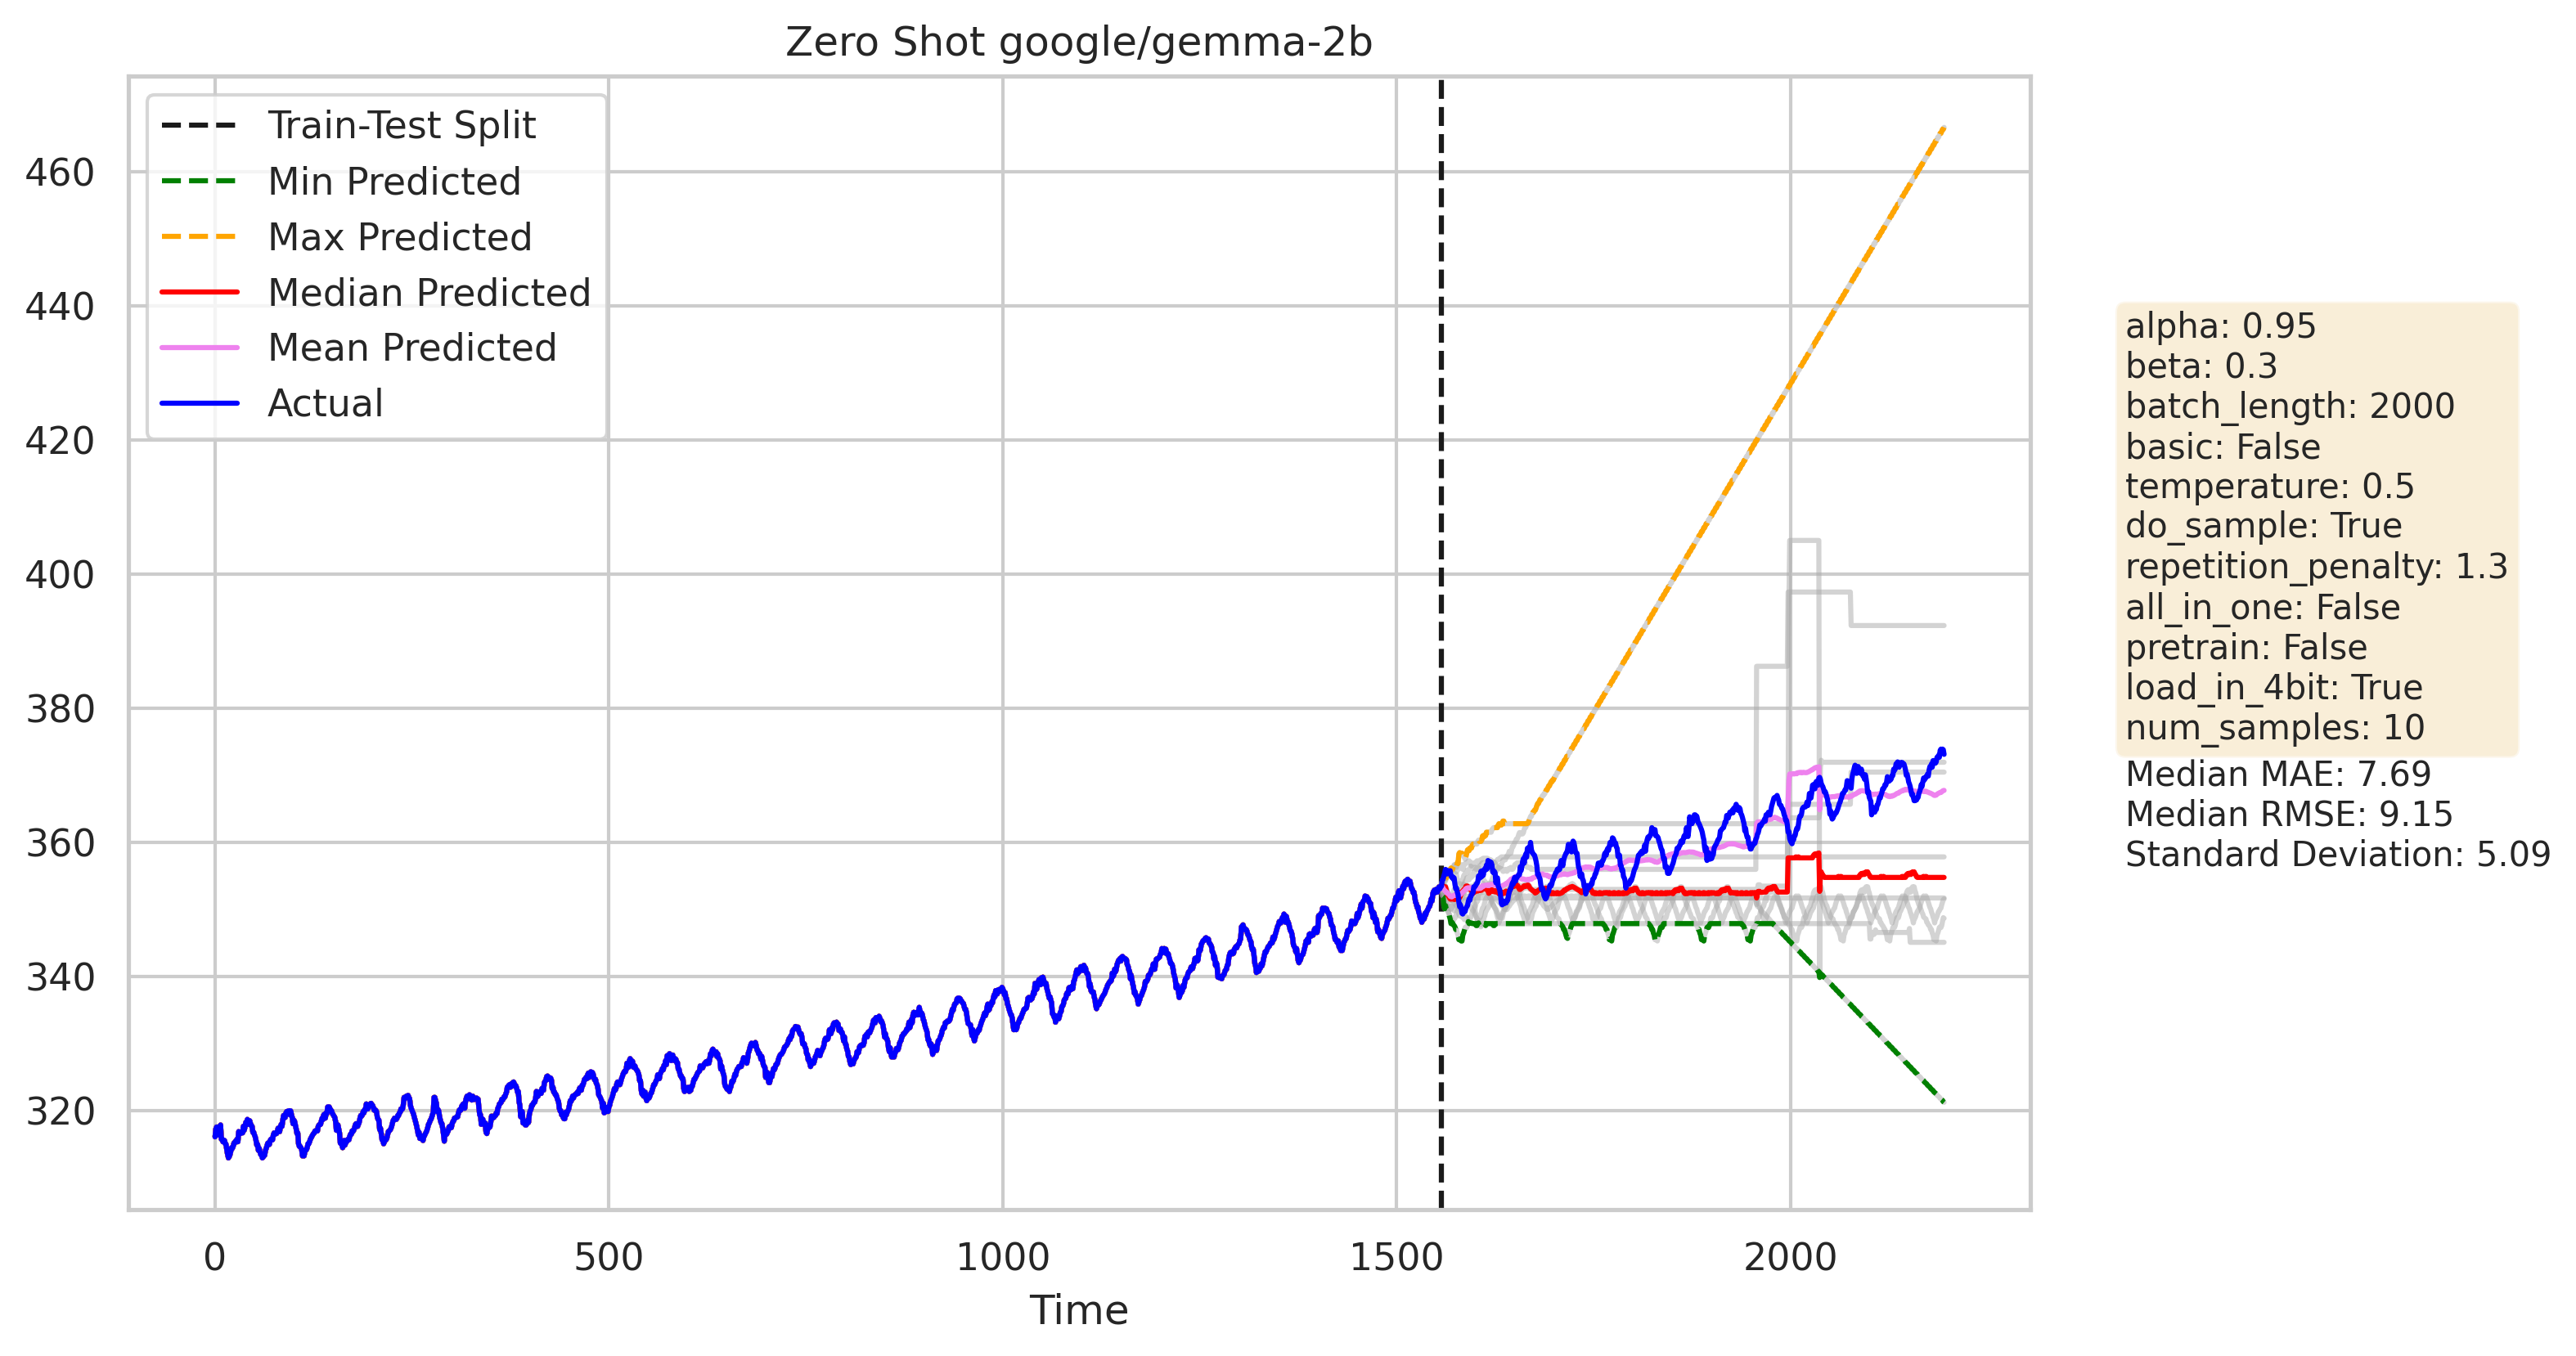 Zero Shot google/gemma-2b
Train-Test Split
Min Predicted
Max Predicted
Median Predicted
Mean Predicted
Actual
460
440
420
400
380
360
340
320
0
500
1000
1500
2000
Time
alpha: 0.95
beta: 0.3
batch_length: 2000
basic: False
temperature: 0.5
do_sample: True
repetition_penalty: 1.3
all_in_one: False
pretrain: False
load_in_4bit: True
num_samples: 10
Median MAE: 7.69
Median RMSE: 9.15
Standard Deviation: 5.09